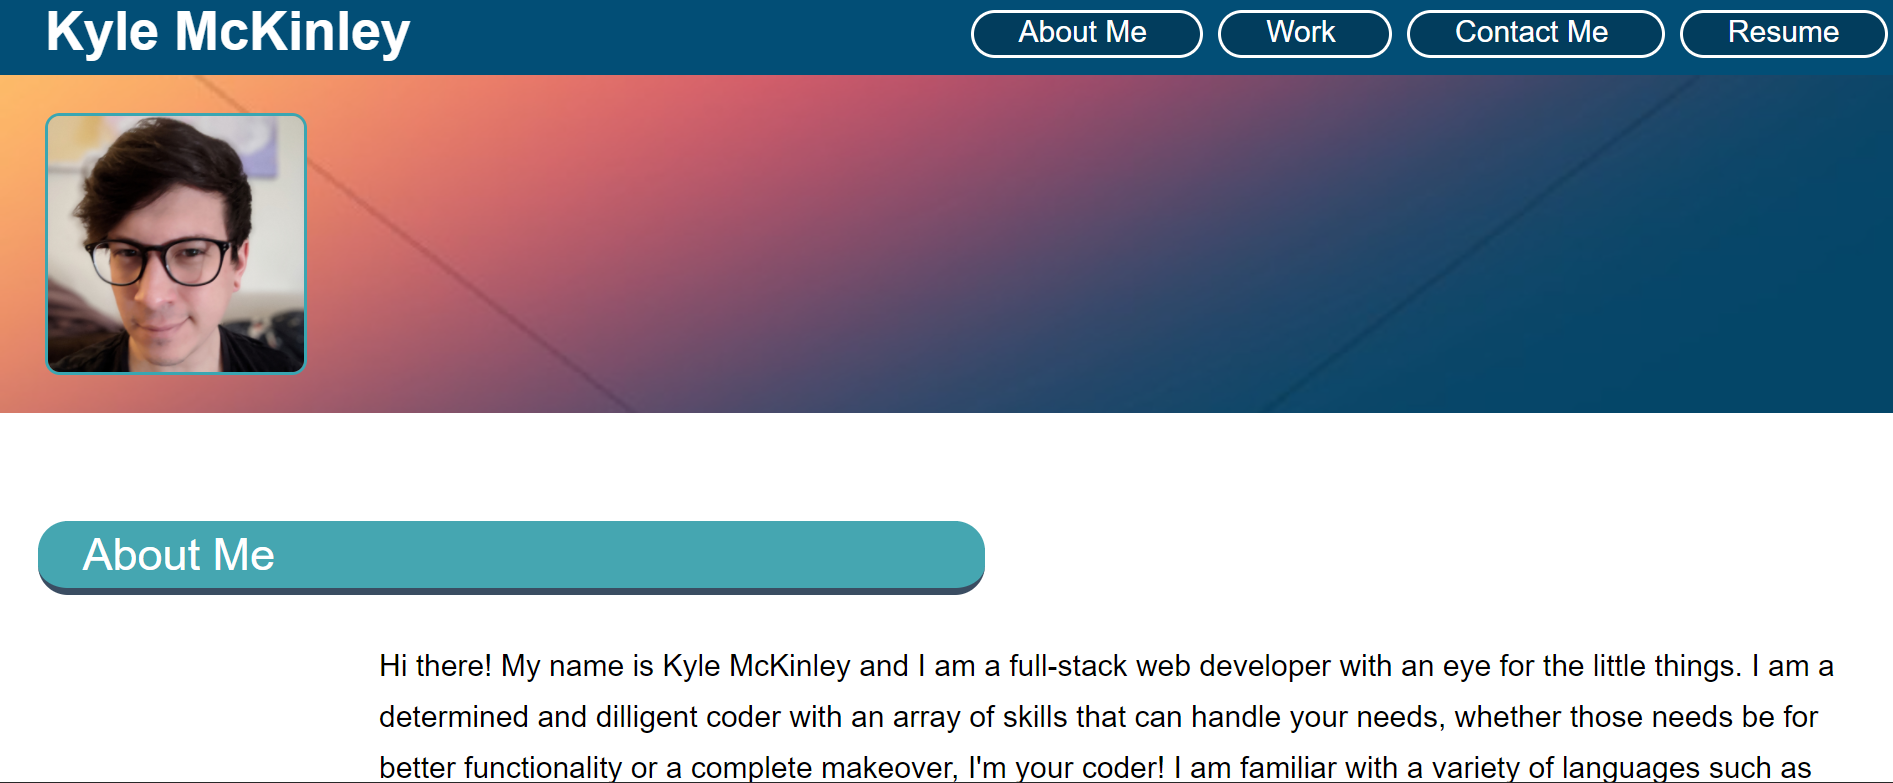 Kyle McKinley
About Me
Work
Contact Me
Resume
About Me
Hi there! My name is Kyle McKinley and I am a full-stack web developer with an eye for the little things. I am a
determined and dilligent coder with an array of skills that can handle your needs, whether those needs be for
better functionality or a complete makeover, I'm your coder! I am familiar with a variety of languages such as